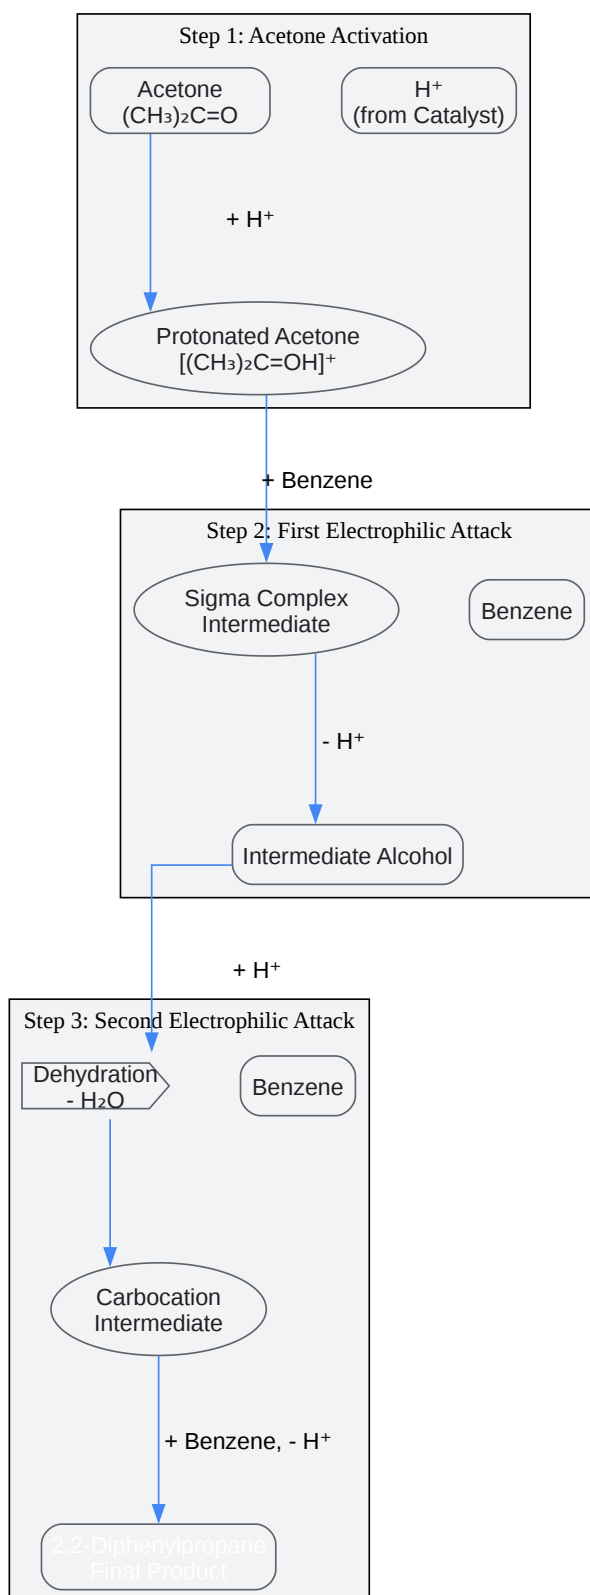 Step 1: Acetone Activation
Acetone
(CH₃)₂C=O
H⁺
(from Catalyst)
+ H⁺
Protonated Acetone
[(CH₃)₂C=OH]⁺
+ Benzene
Step 2: First Electrophilic Attack
Sigma Complex
Intermediate
Benzene
- H⁺
Intermediate Alcohol
+ H⁺
Step 3: Second Electrophilic Attack
Dehydration
- H₂O
Benzene
Carbocation
Intermediate
+ Benzene, - H⁺
2,2-Diphenylpropane
Final Product